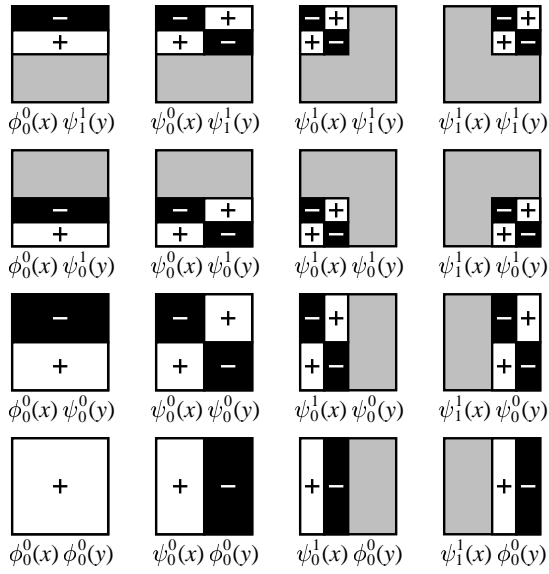 − − + − + − +
+ + − + − + −
ϕ₀⁰(x) ψ₁¹(y) ψ₀⁰(x) ψ₁¹(y) ψ₀¹(x) ψ₁¹(y) ψ₁¹(x) ψ₁¹(y)
− − + − + − +
+ + − + − + −
ϕ₀⁰(x) ψ₀¹(y) ψ₀⁰(x) ψ₀¹(y) ψ₀¹(x) ψ₀¹(y) ψ₁¹(x) ψ₀¹(y)
− − + − + − +
+ + − + − + −
ϕ₀⁰(x) ψ₀⁰(y) ψ₀⁰(x) ψ₀⁰(y) ψ₀¹(x) ψ₀⁰(y) ψ₁¹(x) ψ₀⁰(y)
+ + − + − + −
ϕ₀⁰(x) ϕ₀⁰(y) ψ₀⁰(x) ϕ₀⁰(y) ψ₀¹(x) ϕ₀⁰(y) ψ₁¹(x) ϕ₀⁰(y)